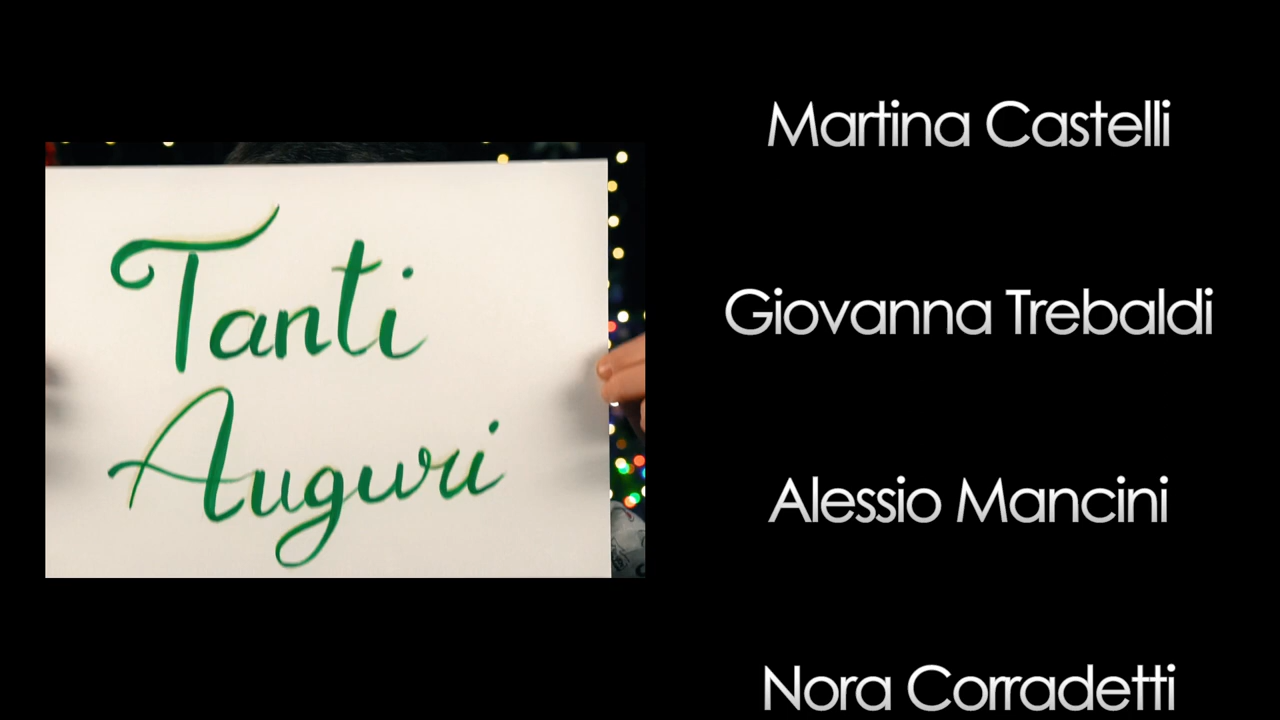 Tanti
Auguri
Martina Castelli
Giovanna Trebaldi
Alessio Mancini
Nora Corradetti